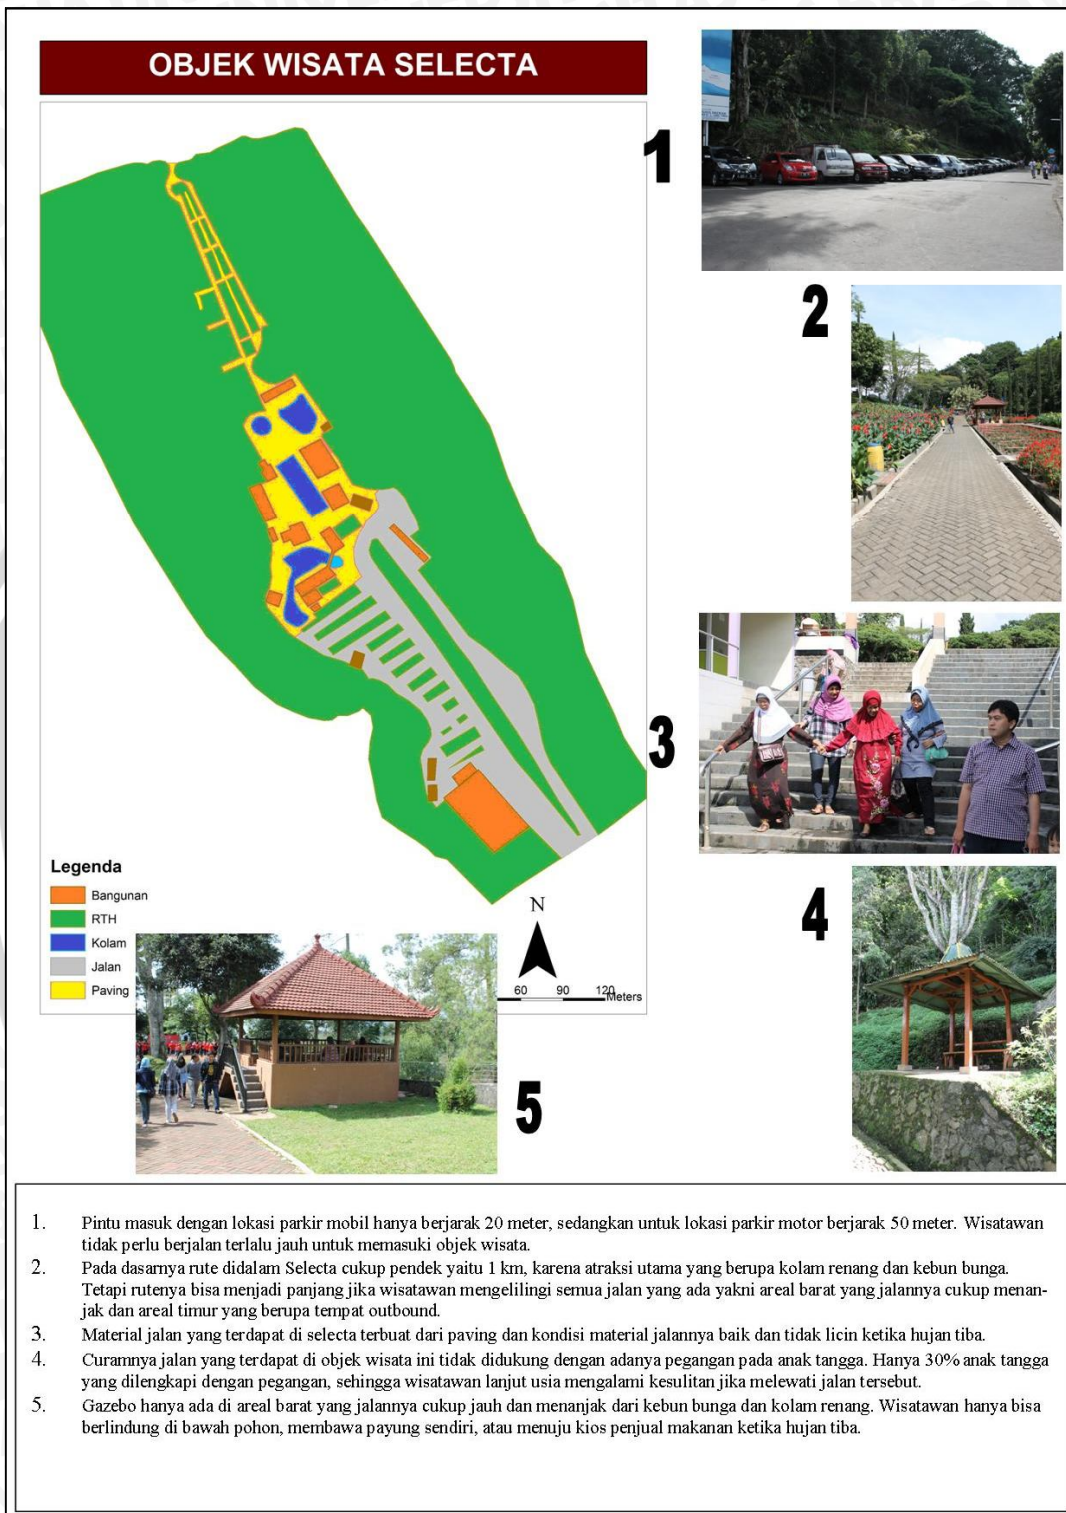 OBJEK WISATA SELECTA
1
2
3
4
5
Legenda
Bangunan
RTH
Kolam
Jalan
Paving
N
60 90 120
Meters
1. Pintu masuk dengan lokasi parkir mobil hanya berjarak 20 meter, sedangkan untuk lokasi parkir motor berjarak 50 meter. Wisatawan
tidak perlu berjalan terlalu jauh untuk memasuki objek wisata.
2. Pada dasarnya rute didalam Selecta cukup pendek yaitu 1 km, karena atraksi utama yang berupa kolam renang dan kebun bunga.
Tetapi rutenya bisa menjadi panjang jika wisatawan mengelilingi semua jalan yang ada yakni areal barat yang jalannya cukup menan-
jak dan areal timur yang berupa tempat outbound.
3. Material jalan yang terdapat di selecta terbuat dari paving dan kondisi material jalannya baik dan tidak licin ketika hujan tiba.
4. Curamnya jalan yang terdapat di objek wisata ini tidak didukung dengan adanya pegangan pada anak tangga. Hanya 30% anak tangga
yang dilengkapi dengan pegangan, sehingga wisatawan lanjut usia mengalami kesulitan jika melewati jalan tersebut.
5. Gazebo hanya ada di areal barat yang jalannya cukup jauh dan menanjak dari kebun bunga dan kolam renang. Wisatawan hanya bisa
berlindung di bawah pohon, membawa payung sendiri, atau menuju kios penjual makanan ketika hujan tiba.